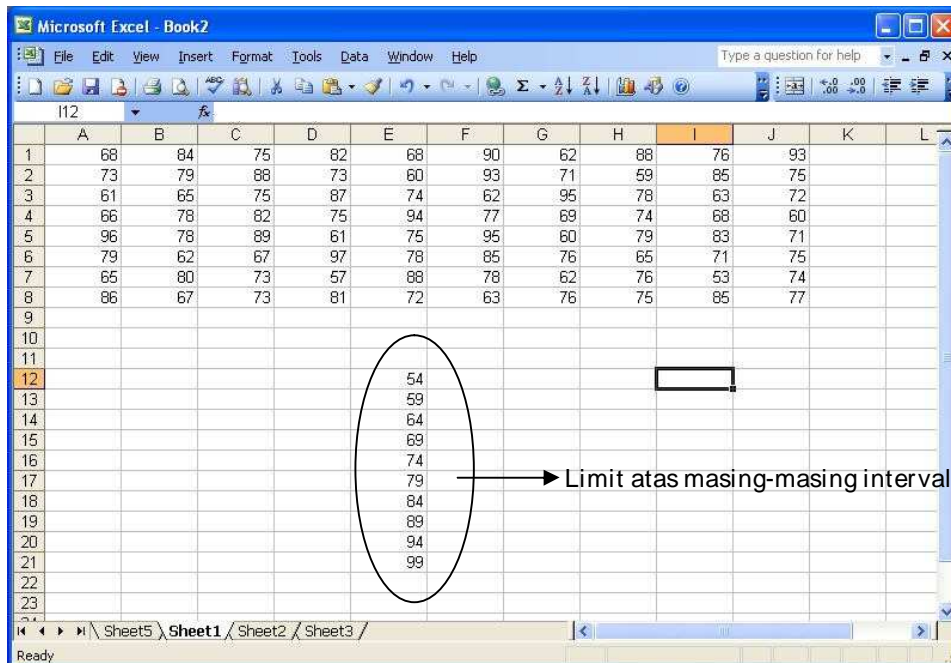 Microsoft Excel - Book2
File Edit View Insert Format Tools Data Window Help Type a question for help
I12 fx
A B C D E F G H I J K L
1 68 84 75 82 68 90 62 88 76 93
2 73 79 88 73 60 93 71 59 85 75
3 61 65 75 87 74 62 95 78 63 72
4 66 78 82 75 94 77 69 74 68 60
5 96 78 89 61 75 95 60 79 83 71
6 79 62 67 97 78 85 76 65 71 75
7 65 80 73 57 88 78 62 76 53 74
8 86 67 73 81 72 63 76 75 85 77
9
10
11
12 54
13 59
14 64
15 69
16 74
17 79 Limit atas masing-masing interval
18 84
19 89
20 94
21 99
22
23
Sheet5 Sheet1 Sheet2 Sheet3
Ready